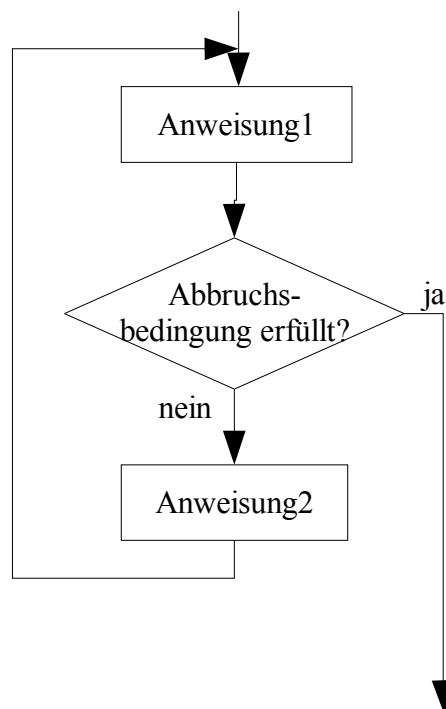 Anweisung1
Abbruchs-
bedingung erfüllt?
ja
nein
Anweisung2